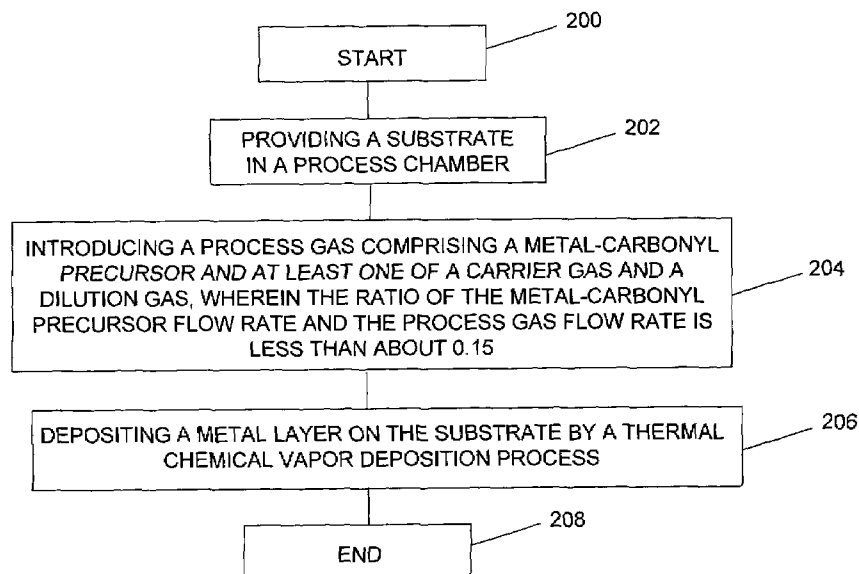 200
START
202
PROVIDING A SUBSTRATE
IN A PROCESS CHAMBER
INTRODUCING A PROCESS GAS COMPRISING A METAL-CARBONYL
PRECURSOR AND AT LEAST ONE OF A CARRIER GAS AND A
DILUTION GAS, WHEREIN THE RATIO OF THE METAL-CARBONYL
PRECURSOR FLOW RATE AND THE PROCESS GAS FLOW RATE IS
LESS THAN ABOUT 0.15
204
DEPOSITING A METAL LAYER ON THE SUBSTRATE BY A THERMAL
CHEMICAL VAPOR DEPOSITION PROCESS
206
208
END